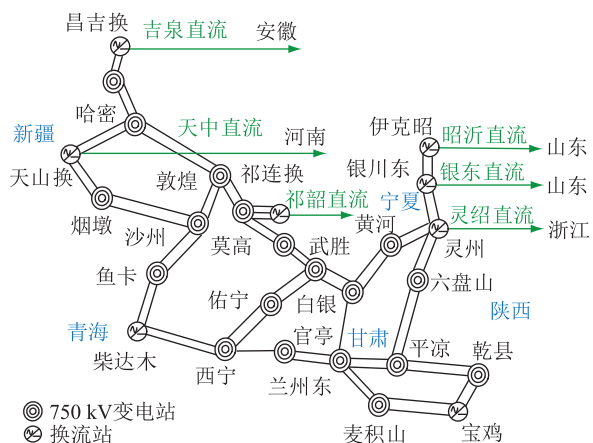 昌吉换
吉泉直流
安徽
哈密
新疆
天中直流
河南
伊克昭
昭沂直流
山东
天山换
敦煌
祁连换
银川东
银东直流
山东
烟墩
沙州
祁韶直流
宁夏
灵绍直流
浙江
莫高
武胜
黄河
灵州
鱼卡
佑宁
白银
六盘山
陕西
青海
柴达木
西宁
官亭
甘肃
平凉
乾县
兰州东
麦积山
宝鸡
750 kV变电站
换流站